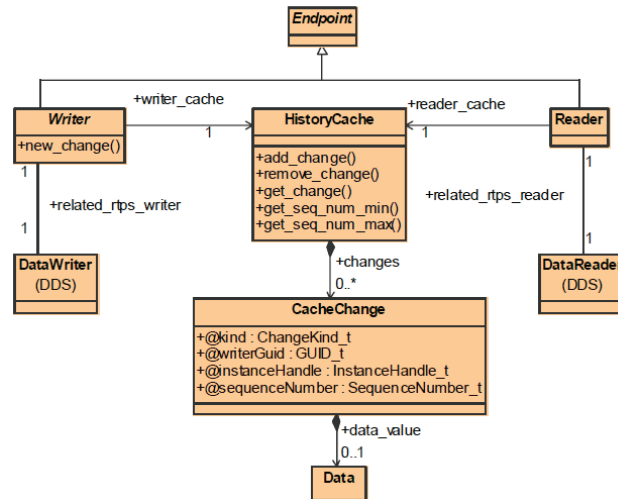 Endpoint
+writer_cache
+reader_cache
Writer
HistoryCache
Reader
+new_change()
1
1
+add_change()
+remove_change()
+get_change()
+get_seq_num_min()
+get_seq_num_max()
1
1
+related_rtps_writer
+related_rtps_reader
1
1
DataWriter
(DDS)
DataReader
(DDS)
+changes
0..*
CacheChange
+@kind : ChangeKind_t
+@writerGuid : GUID_t
+@instanceHandle : InstanceHandle_t
+@sequenceNumber : SequenceNumber_t
+data_value
0..1
Data